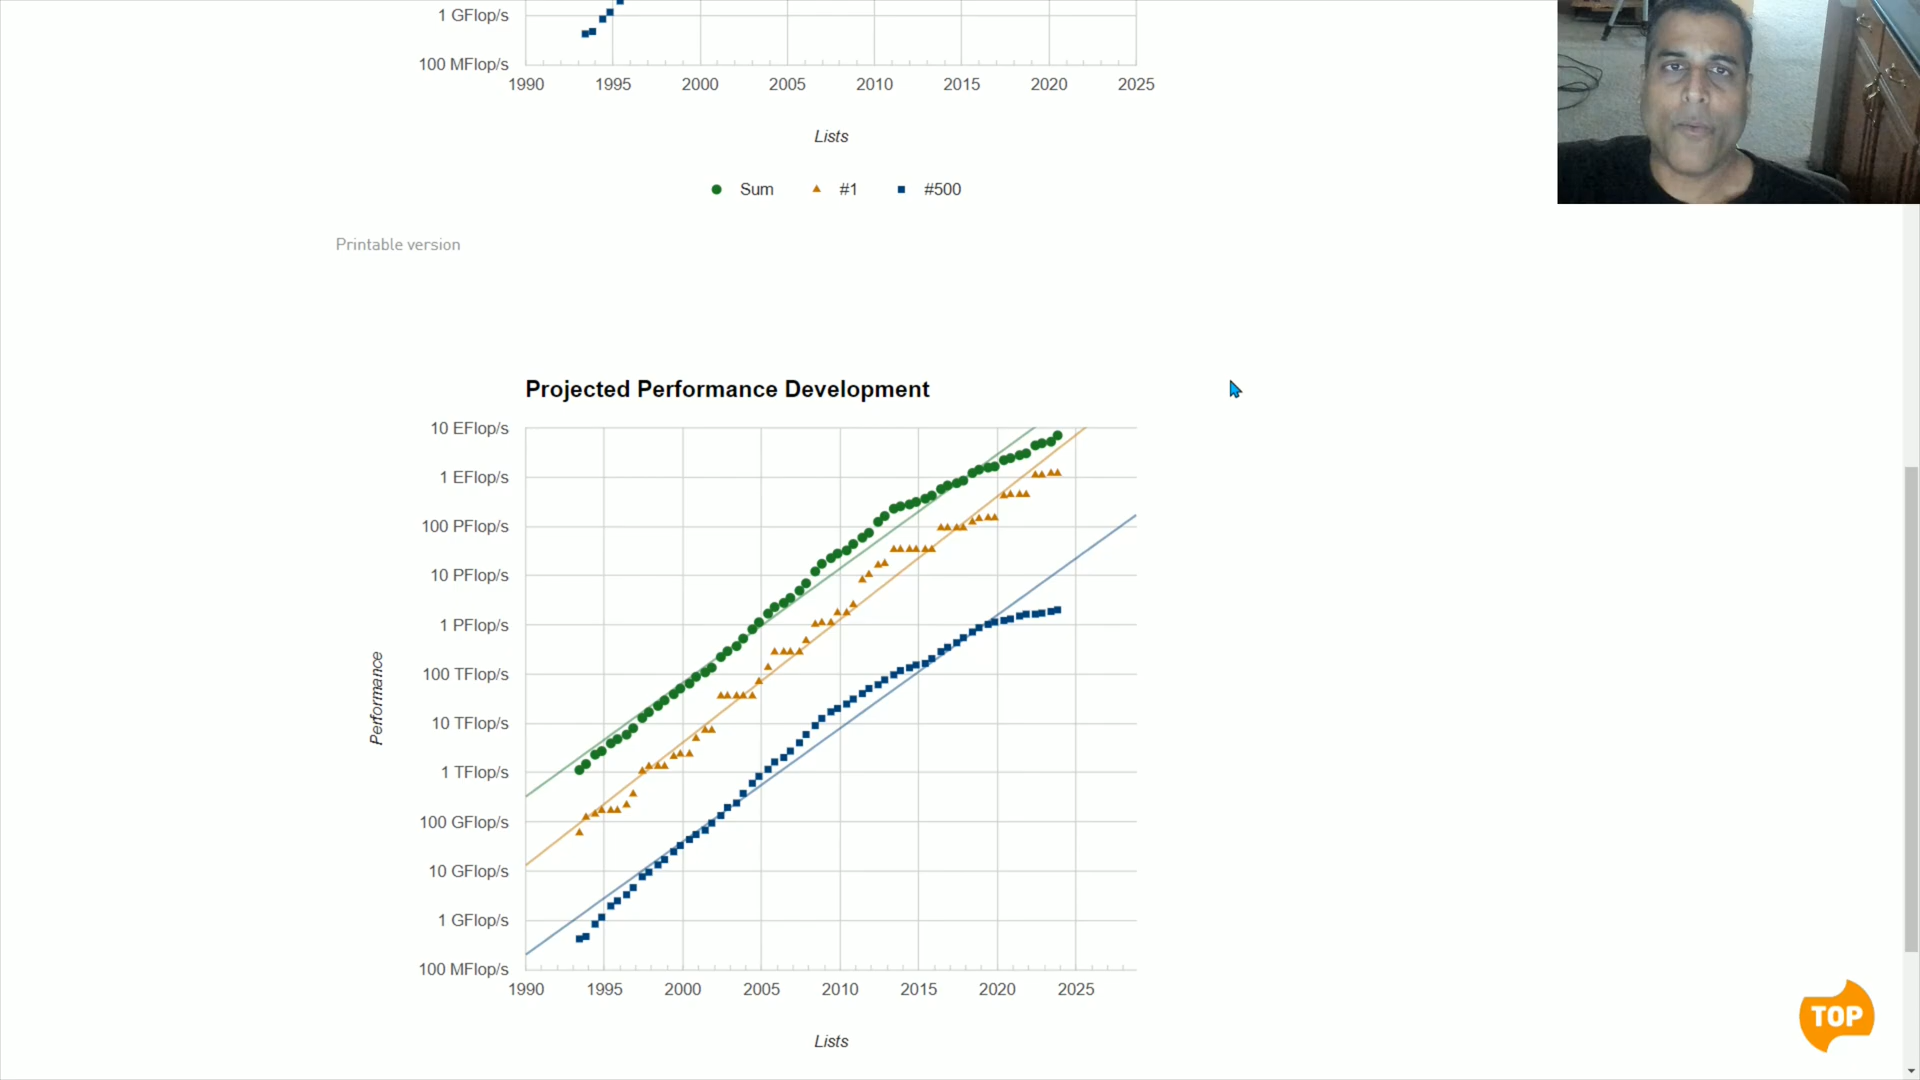 1 GFlop/s
100 MFlop/s
1990 1995 2000 2005 2010 2015 2020 2025
Lists
Sum #1 #500
Printable version
Projected Performance Development
10 EFlop/s
1 EFlop/s
100 PFlop/s
10 PFlop/s
1 PFlop/s
100 TFlop/s
10 TFlop/s
1 TFlop/s
100 GFlop/s
10 GFlop/s
1 GFlop/s
100 MFlop/s
Performance
1990 1995 2000 2005 2010 2015 2020 2025
Lists
TOP